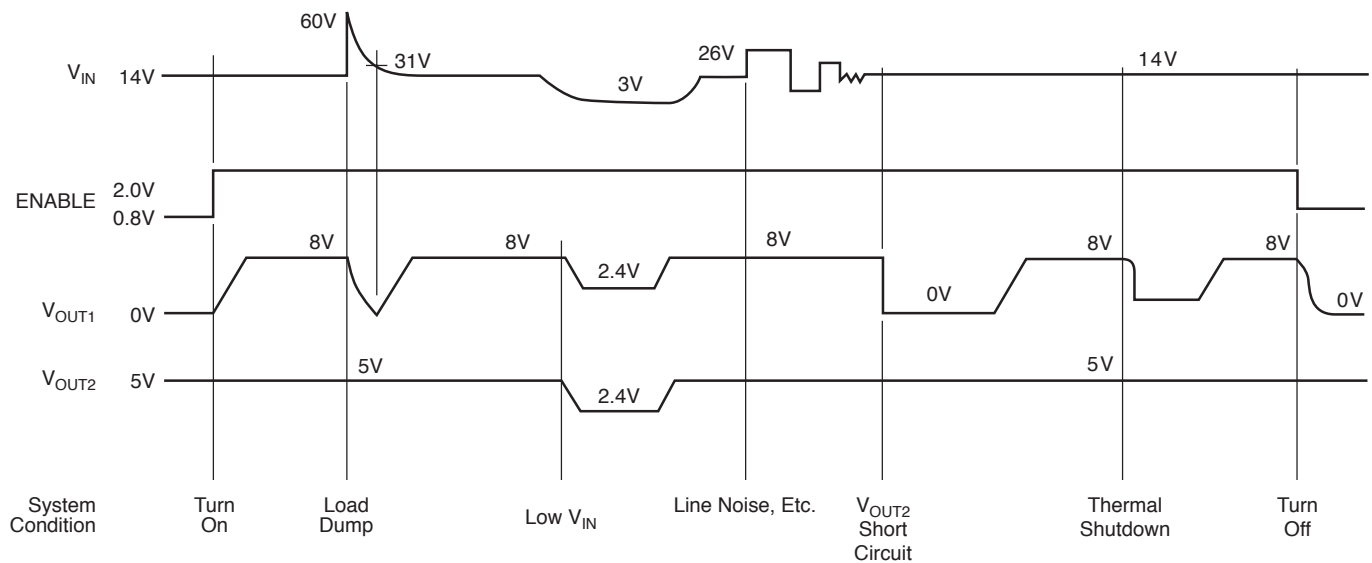 60V
31V
26V
V_IN 14V
3V
14V
ENABLE 2.0V
0.8V
8V 8V 8V 8V 8V
2.4V
0V
V_OUT1 0V
0V
5V 5V
V_OUT2 5V
2.4V
System Condition
Turn On
Load Dump
Low V_IN
Line Noise, Etc.
V_OUT2 Short Circuit
Thermal Shutdown
Turn Off